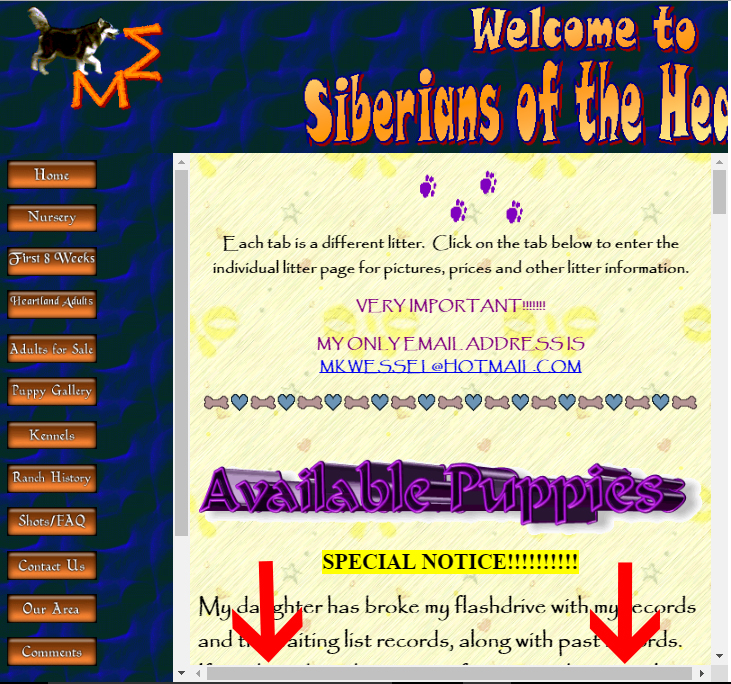 Welcome to
Siberians of the Hea
M
Home
Nursery
First 8 Weeks
Heartland Adults
Adults for Sale
Puppy Gallery
Kennels
Ranch History
Shots/FAQ
Contact Us
Our Area
Comments
Each tab is a different litter. Click on the tab below to enter the
individual litter page for pictures, prices and other litter information.
VERY IMPORTANT!!!!!!!
MY ONLY EMAIL ADDRESS IS
MKWESSEL@HOTMAIL.COM
Available Puppies
SPECIAL NOTICE!!!!!!!!!!
My daughter has broke my flashdrive with my records
and the waiting list records, along with past records.